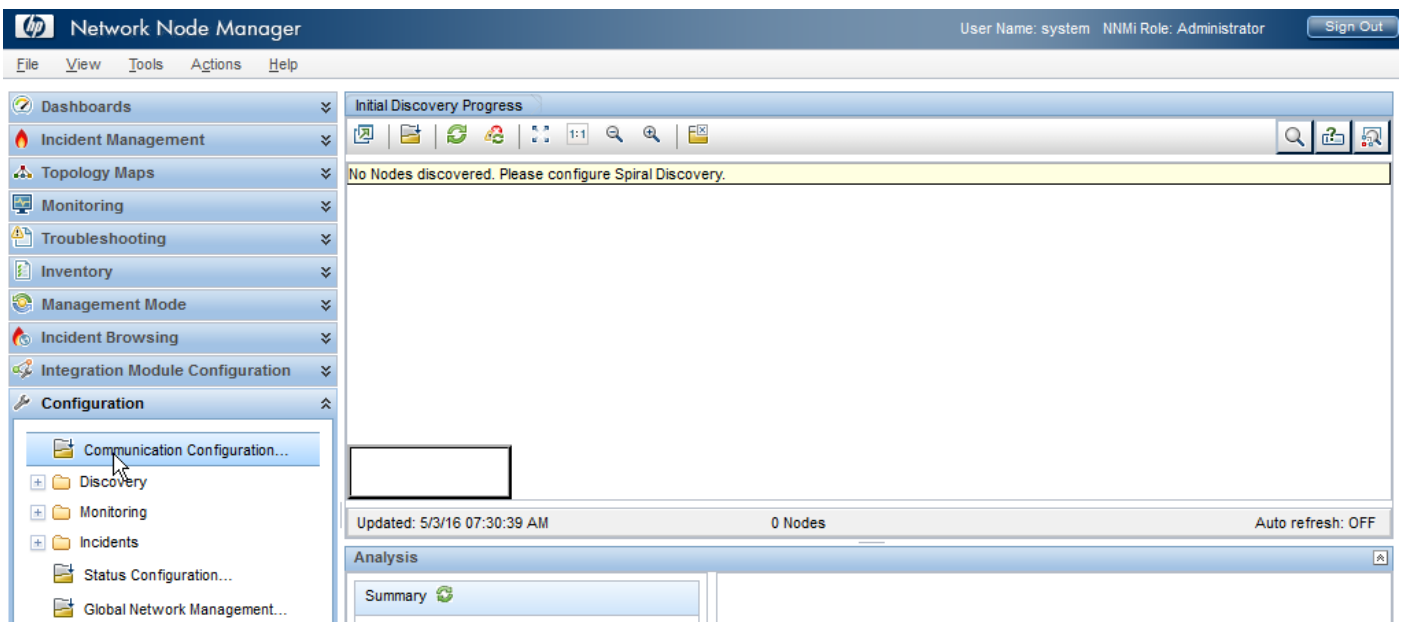 hp Network Node Manager User Name: system NNMi Role: Administrator Sign Out
File View Tools Actions Help
Dashboards
Incident Management
Topology Maps
Monitoring
Troubleshooting
Inventory
Management Mode
Incident Browsing
Integration Module Configuration
Configuration
Communication Configuration...
Discovery
Monitoring
Incidents
Status Configuration...
Global Network Management...
Initial Discovery Progress
1:1
No Nodes discovered. Please configure Spiral Discovery.
Updated: 5/3/16 07:30:39 AM 0 Nodes Auto refresh: OFF
Analysis
Summary